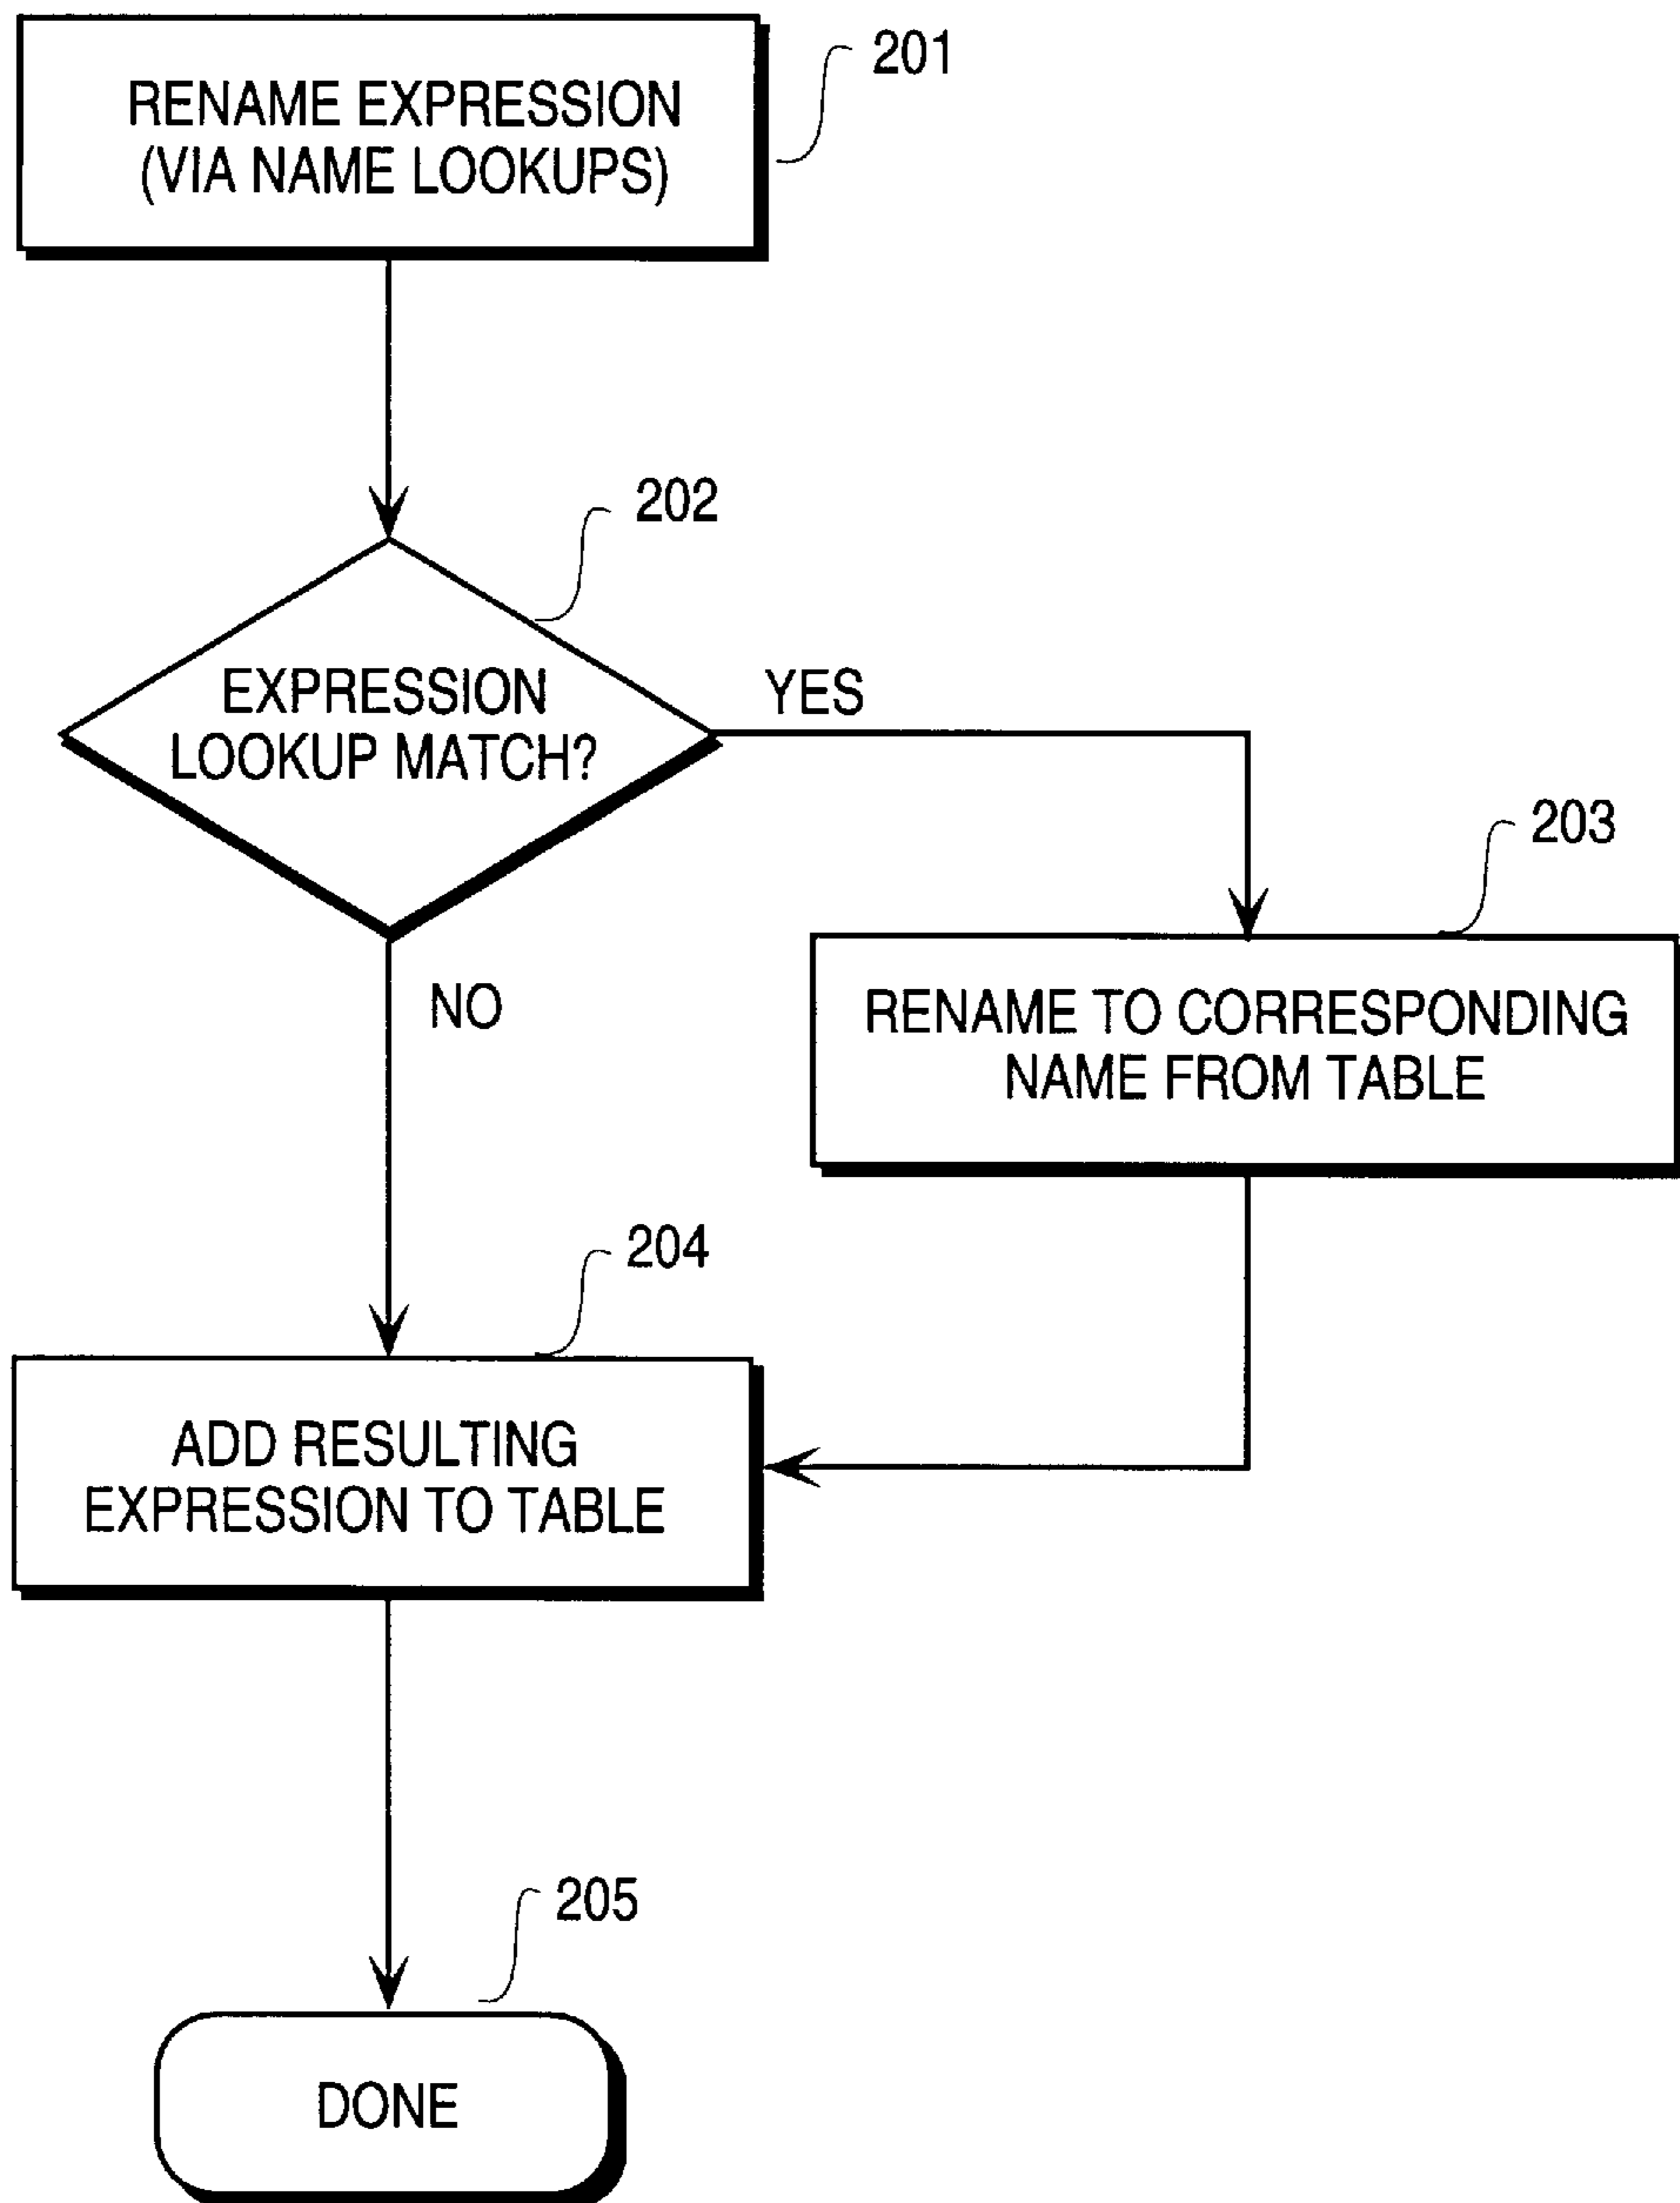 201
RENAME EXPRESSION
(VIA NAME LOOKUPS)
202
EXPRESSION
LOOKUP MATCH?
YES
203
RENAME TO CORRESPONDING
NAME FROM TABLE
NO
204
ADD RESULTING
EXPRESSION TO TABLE
205
DONE